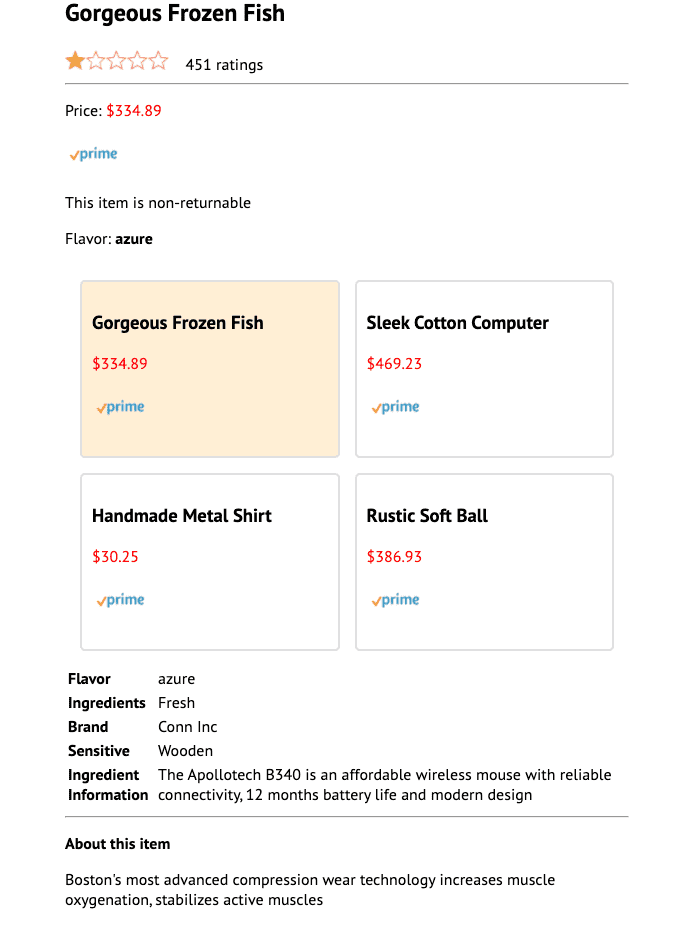 Gorgeous Frozen Fish
451 ratings
Price: $334.89
prime
This item is non-returnable
Flavor: azure
Gorgeous Frozen Fish
$334.89
prime
Sleek Cotton Computer
$469.23
prime
Handmade Metal Shirt
$30.25
prime
Rustic Soft Ball
$386.93
prime
Flavor azure
Ingredients Fresh
Brand Conn Inc
Sensitive Wooden
Ingredient Information The Apollotech B340 is an affordable wireless mouse with reliable
connectivity, 12 months battery life and modern design
About this item
Boston's most advanced compression wear technology increases muscle
oxygenation, stabilizes active muscles